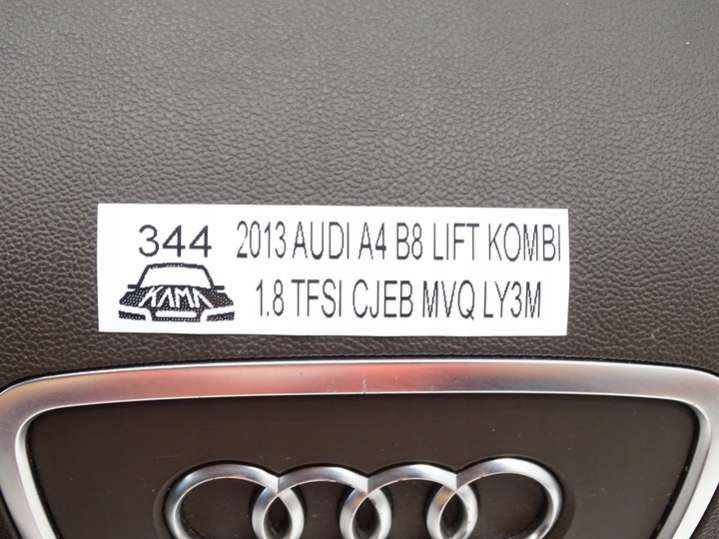 344 2013 AUDI A4 B8 LIFT KOMBI
KAMA 1.8 TFSI CJEB MVQ LY3M